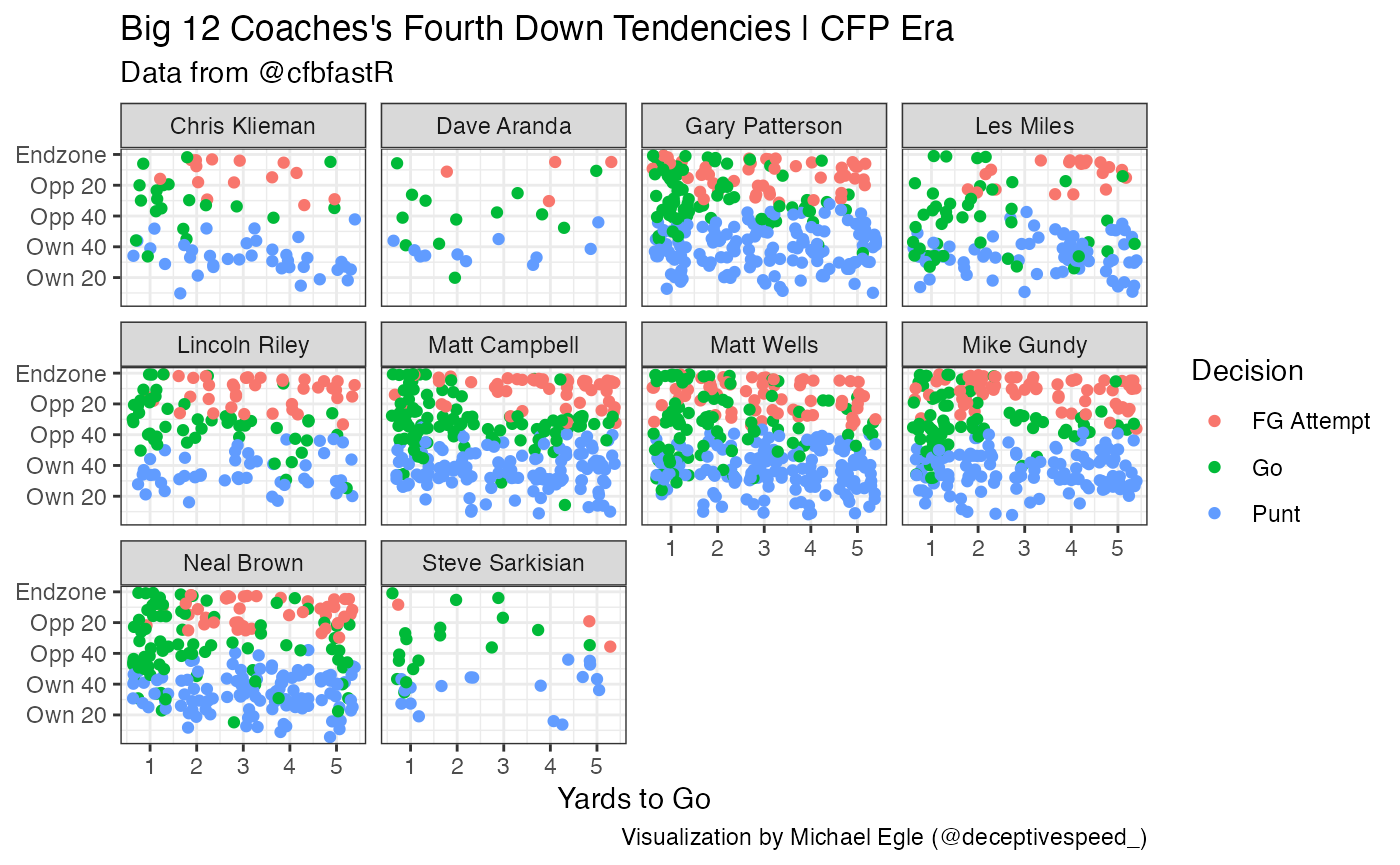 Big 12 Coaches's Fourth Down Tendencies | CFP Era
Data from @cfbfastR
Chris Klieman
Dave Aranda
Gary Patterson
Les Miles
Endzone
Opp 20
Opp 40
Own 40
Own 20
Lincoln Riley
Matt Campbell
Matt Wells
Mike Gundy
Endzone
Opp 20
Opp 40
Own 40
Own 20
1 2 3 4 5
1 2 3 4 5
Neal Brown
Steve Sarkisian
Endzone
Opp 20
Opp 40
Own 40
Own 20
1 2 3 4 5
1 2 3 4 5
Yards to Go
Decision
FG Attempt
Go
Punt
Visualization by Michael Egle (@deceptivespeed_)